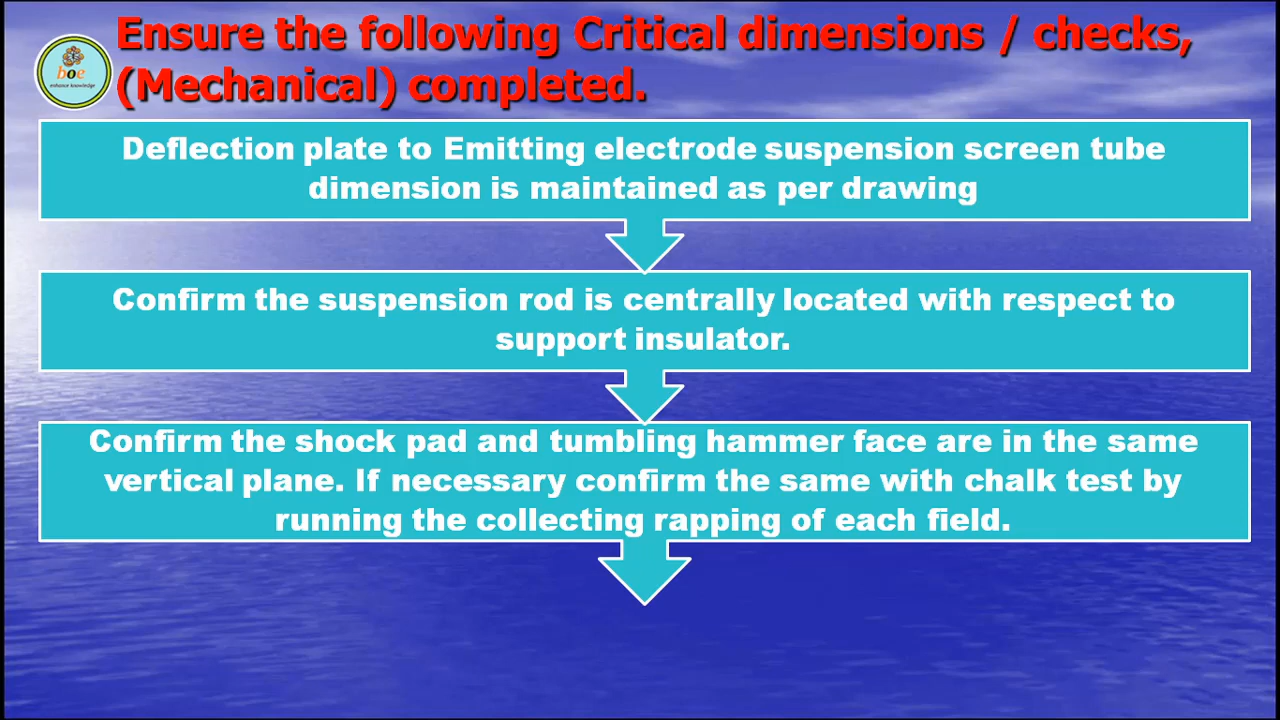 Ensure the following Critical dimensions / checks,
(Mechanical) completed.
boe
enhance knowledge
Deflection plate to Emitting electrode suspension screen tube
dimension is maintained as per drawing
Confirm the suspension rod is centrally located with respect to
support insulator.
Confirm the shock pad and tumbling hammer face are in the same
vertical plane. If necessary confirm the same with chalk test by
running the collecting rapping of each field.